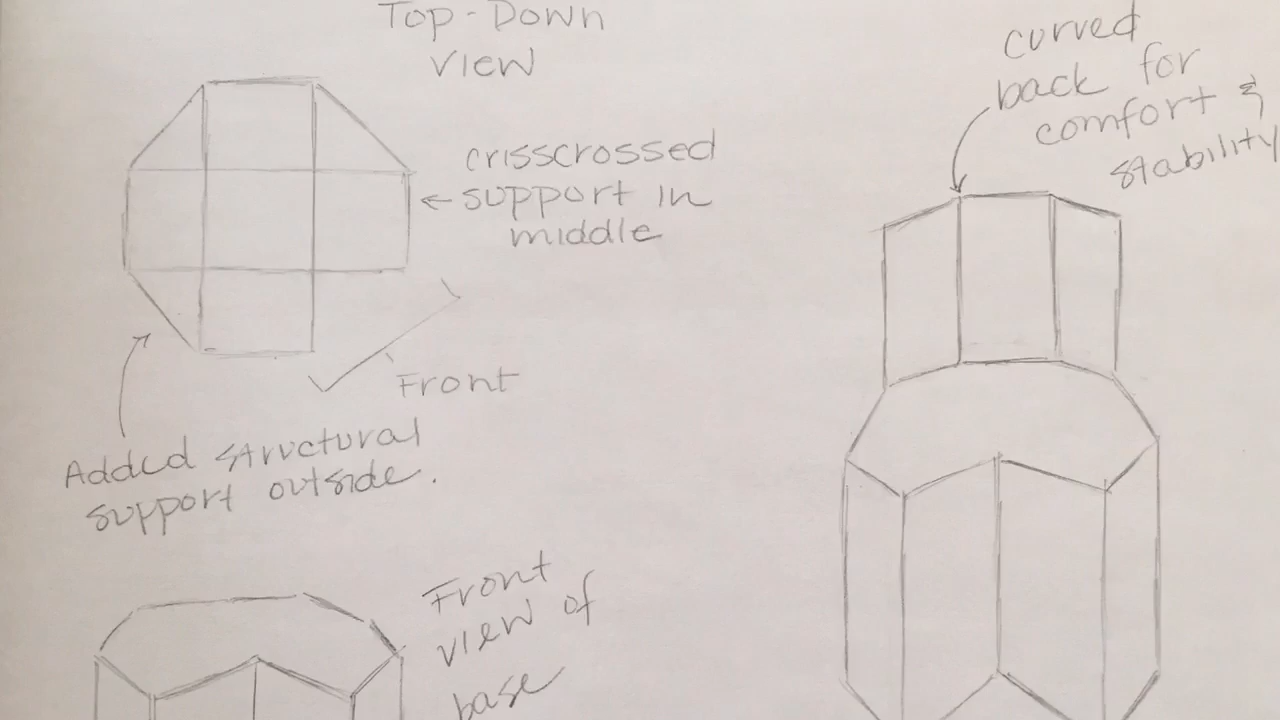 Top-Down
view
crisscrossed
support in
middle
Front
Added structural
support outside.
Front
view of
base
curved
back for
comfort &
stability